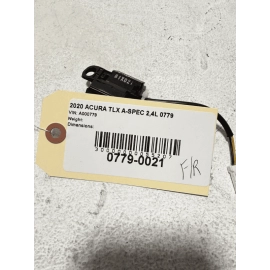 2020 ACURA TLX A-SPEC 2.4L 0779
VIN: A000779
Weight:
Dimensions:
0779-0021
F/R